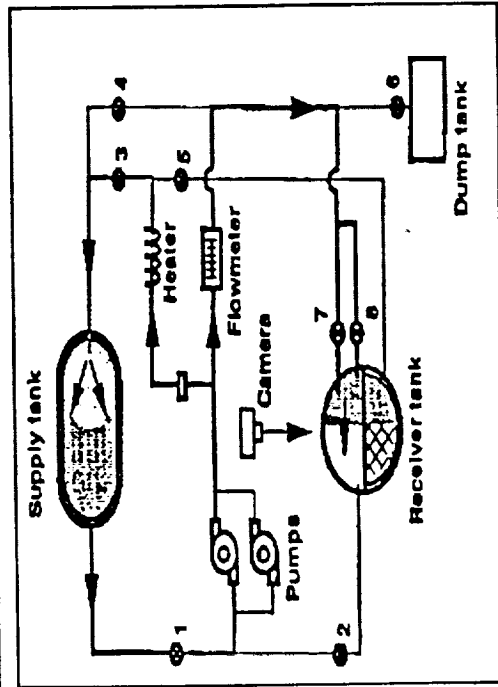 Supply tank
4
3
5
Heater
Flowmeter
Camera
1
Pumps
2
7
8
6
Receiver tank
Dump tank